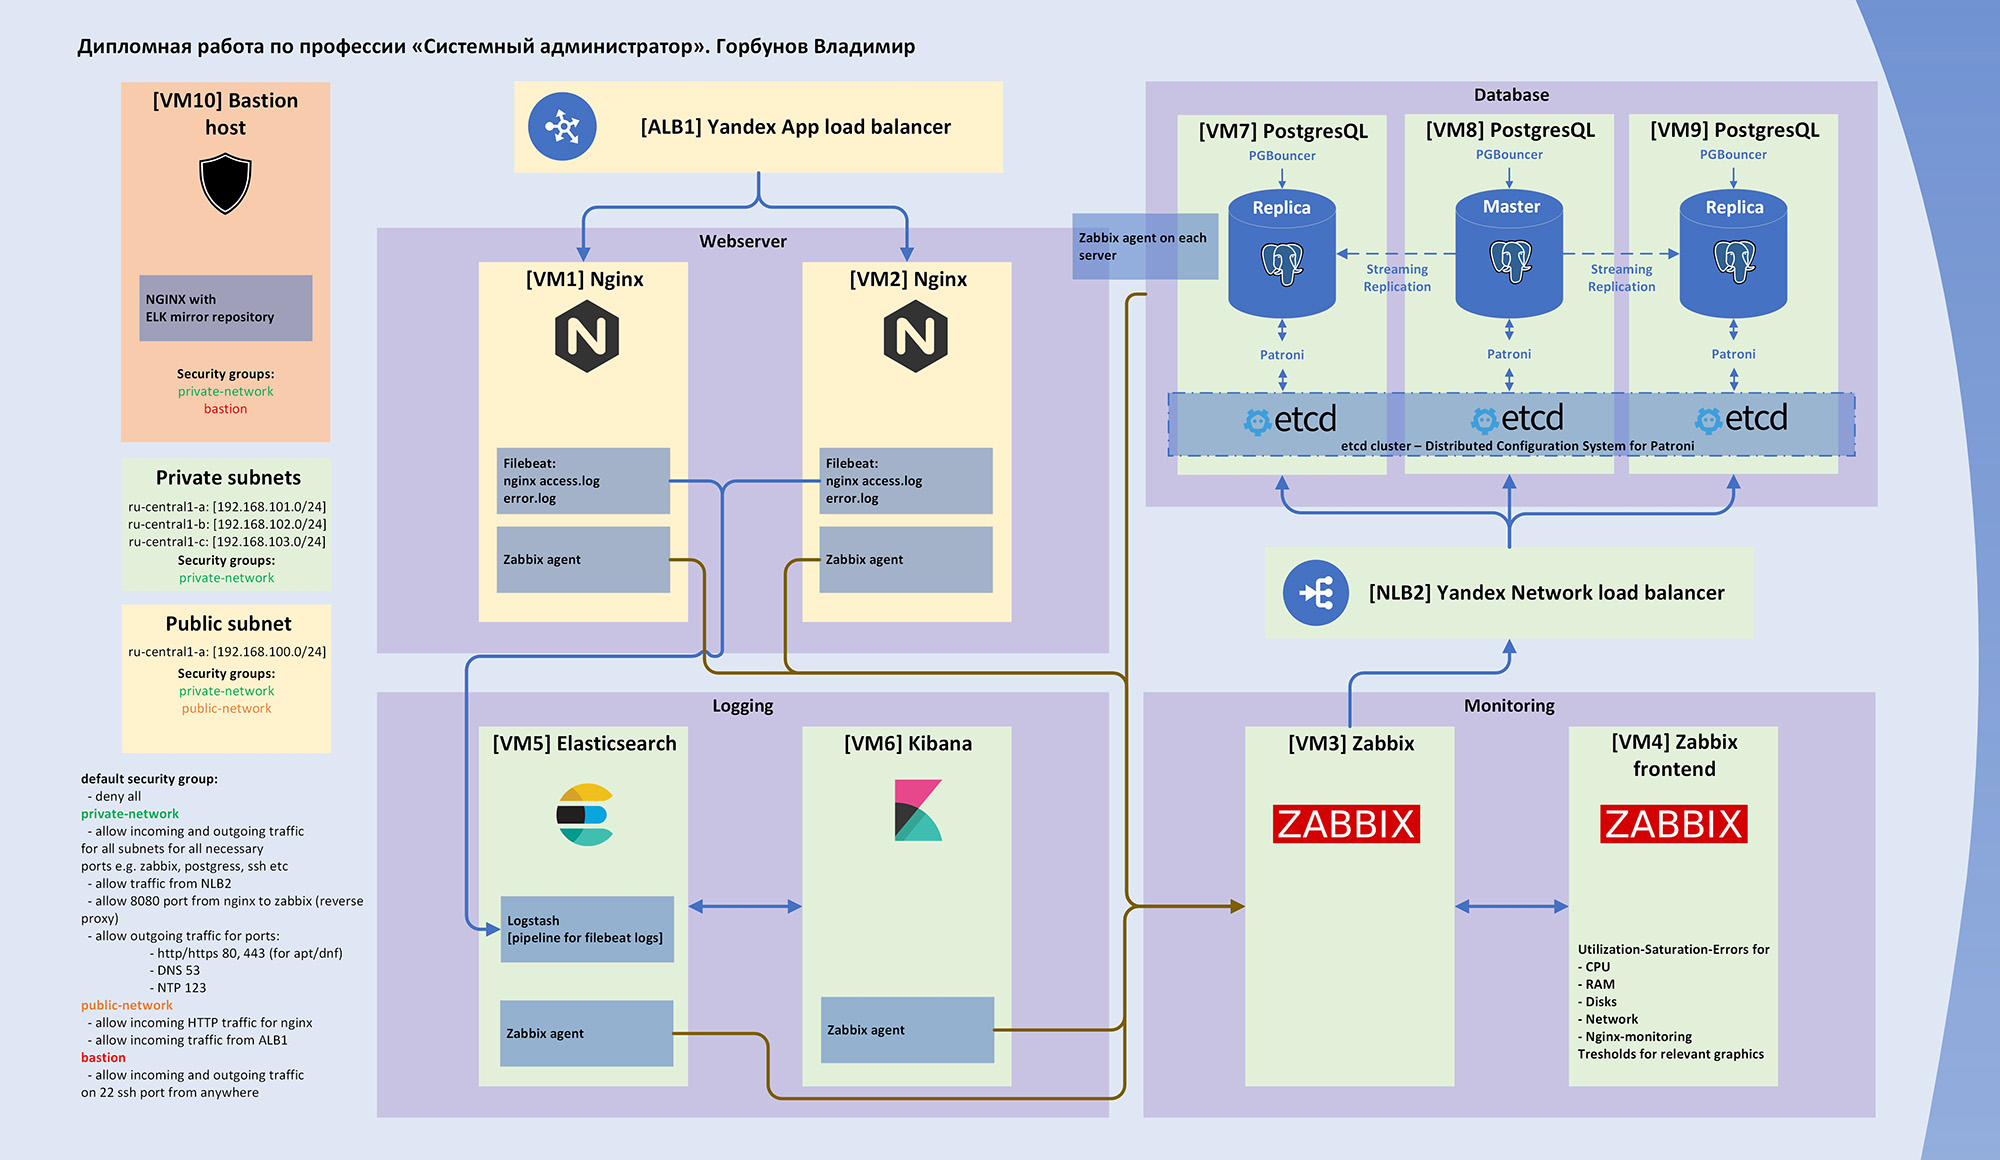 Дипломная работа по профессии «Системный администратор». Горбунов Владимир
[VM10] Bastion
host
NGINX with
ELK mirror repository
Security groups:
private-network
bastion
Private subnets
ru-central1-a: [192.168.101.0/24]
ru-central1-b: [192.168.102.0/24]
ru-central1-c: [192.168.103.0/24]
Security groups:
private-network
Public subnet
ru-central1-a: [192.168.100.0/24]
Security groups:
private-network
public-network
default security group:
- deny all
private-network
- allow incoming and outgoing traffic
for all subnets for all necessary
ports e.g. zabbix, postgress, ssh etc
- allow traffic from NLB2
- allow 8080 port from nginx to zabbix (reverse
proxy)
- allow outgoing traffic for ports:
- http/https 80, 443 (for apt/dnf)
- DNS 53
- NTP 123
public-network
- allow incoming HTTP traffic for nginx
- allow incoming traffic from ALB1
bastion
- allow incoming and outgoing traffic
on 22 ssh port from anywhere
[ALB1] Yandex App load balancer
Webserver
[VM1] Nginx
N
Filebeat:
nginx access.log
error.log
Zabbix agent
[VM2] Nginx
N
Filebeat:
nginx access.log
error.log
Zabbix agent
Logging
[VM5] Elasticsearch
Logstash
[pipeline for filebeat logs]
Zabbix agent
[VM6] Kibana
Zabbix agent
Database
Zabbix agent on each
server
[VM7] PostgresQL
PGBouncer
Replica
Patroni
etcd
Streaming
Replication
[VM8] PostgresQL
PGBouncer
Master
Patroni
etcd
Streaming
Replication
[VM9] PostgresQL
PGBouncer
Replica
Patroni
etcd
etcd cluster – Distributed Configuration System for Patroni
[NLB2] Yandex Network load balancer
Monitoring
[VM3] Zabbix
ZABBIX
[VM4] Zabbix
frontend
ZABBIX
Utilization-Saturation-Errors for
- CPU
- RAM
- Disks
- Network
- Nginx-monitoring
Tresholds for relevant graphics